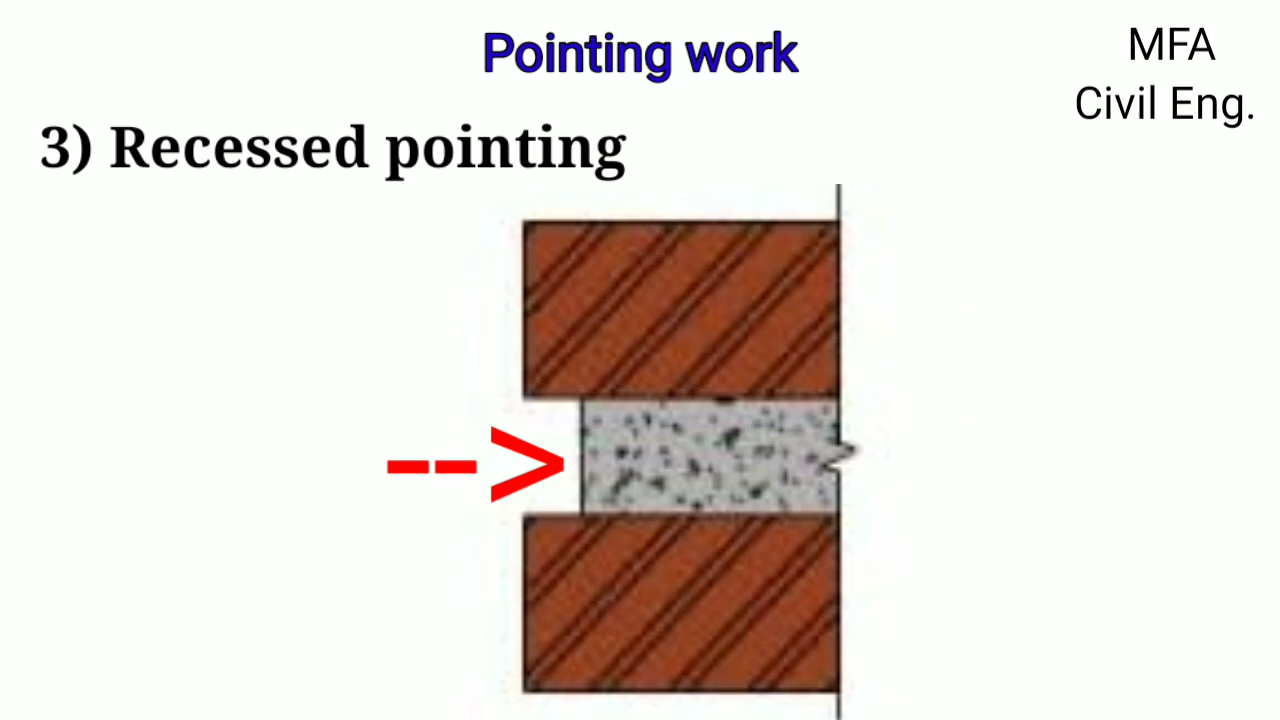 Pointing work
MFA
Civil Eng.
3) Recessed pointing
-->